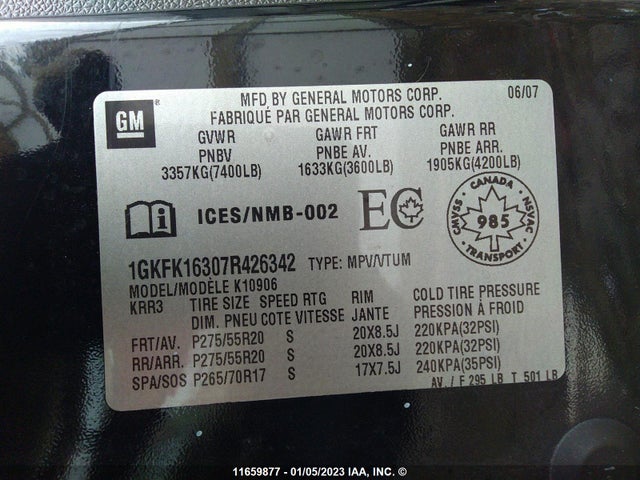 GM ®
MFD BY GENERAL MOTORS CORP. 06/07
FABRIQUÉ PAR GENERAL MOTORS CORP.
GVWR GAWR FRT GAWR RR
PNBV PNBE AV. PNBE ARR.
3357KG(7400LB) 1633KG(3600LB) 1905KG(4200LB)
i ICES/NMB-002 EC CANADA CMVSS NSVAC 985 TRANSPORT
1GKFK16307R426342 TYPE: MPV/VTUM
MODEL/MODÈLE K10906
KRR3 TIRE SIZE SPEED RTG RIM COLD TIRE PRESSURE
DIM. PNEU COTE VITESSE JANTE PRESSION À FROID
FRT/AV. P275/55R20 S 20X8.5J 220KPA(32PSI)
RR/ARR. P275/55R20 S 20X8.5J 220KPA(32PSI)
SPA/SOS P265/70R17 S 17X7.5J 240KPA(35PSI)
AV. / F 295 LB T 501 LB
11659877 - 01/05/2023 IAA, INC. ©